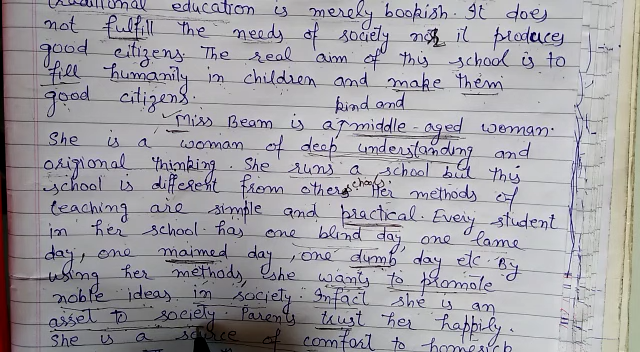 traditional education is merely bookish. It does
not fulfill the needs of society nor it produces
good citizens. The real aim of this school is to
fill humanity in children and make them
good citizens.
kind and
Miss Beam is a middle-aged woman.
She is a woman of deep understanding and
origional thinking. She runs a school but this
school is different from others schools. Her methods of
teaching are simple and practical. Every student
in her school has one blind day, one lame
day, one maimed day, one dump day etc. By
using her methods, she wants to promote
noble ideas in society. Infact she is an
asset to society. Parents trust her happily.
She is a source of comfort to homesick